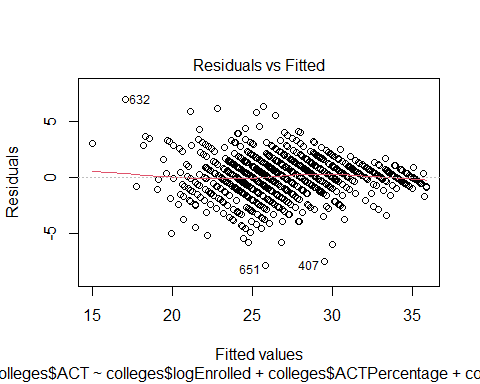 Residuals vs Fitted
632
5
0
-5
651
407
Residuals
15 20 25 30 35
Fitted values
olleges$ACT ~ colleges$logEnrolled + colleges$ACTPercentage + co